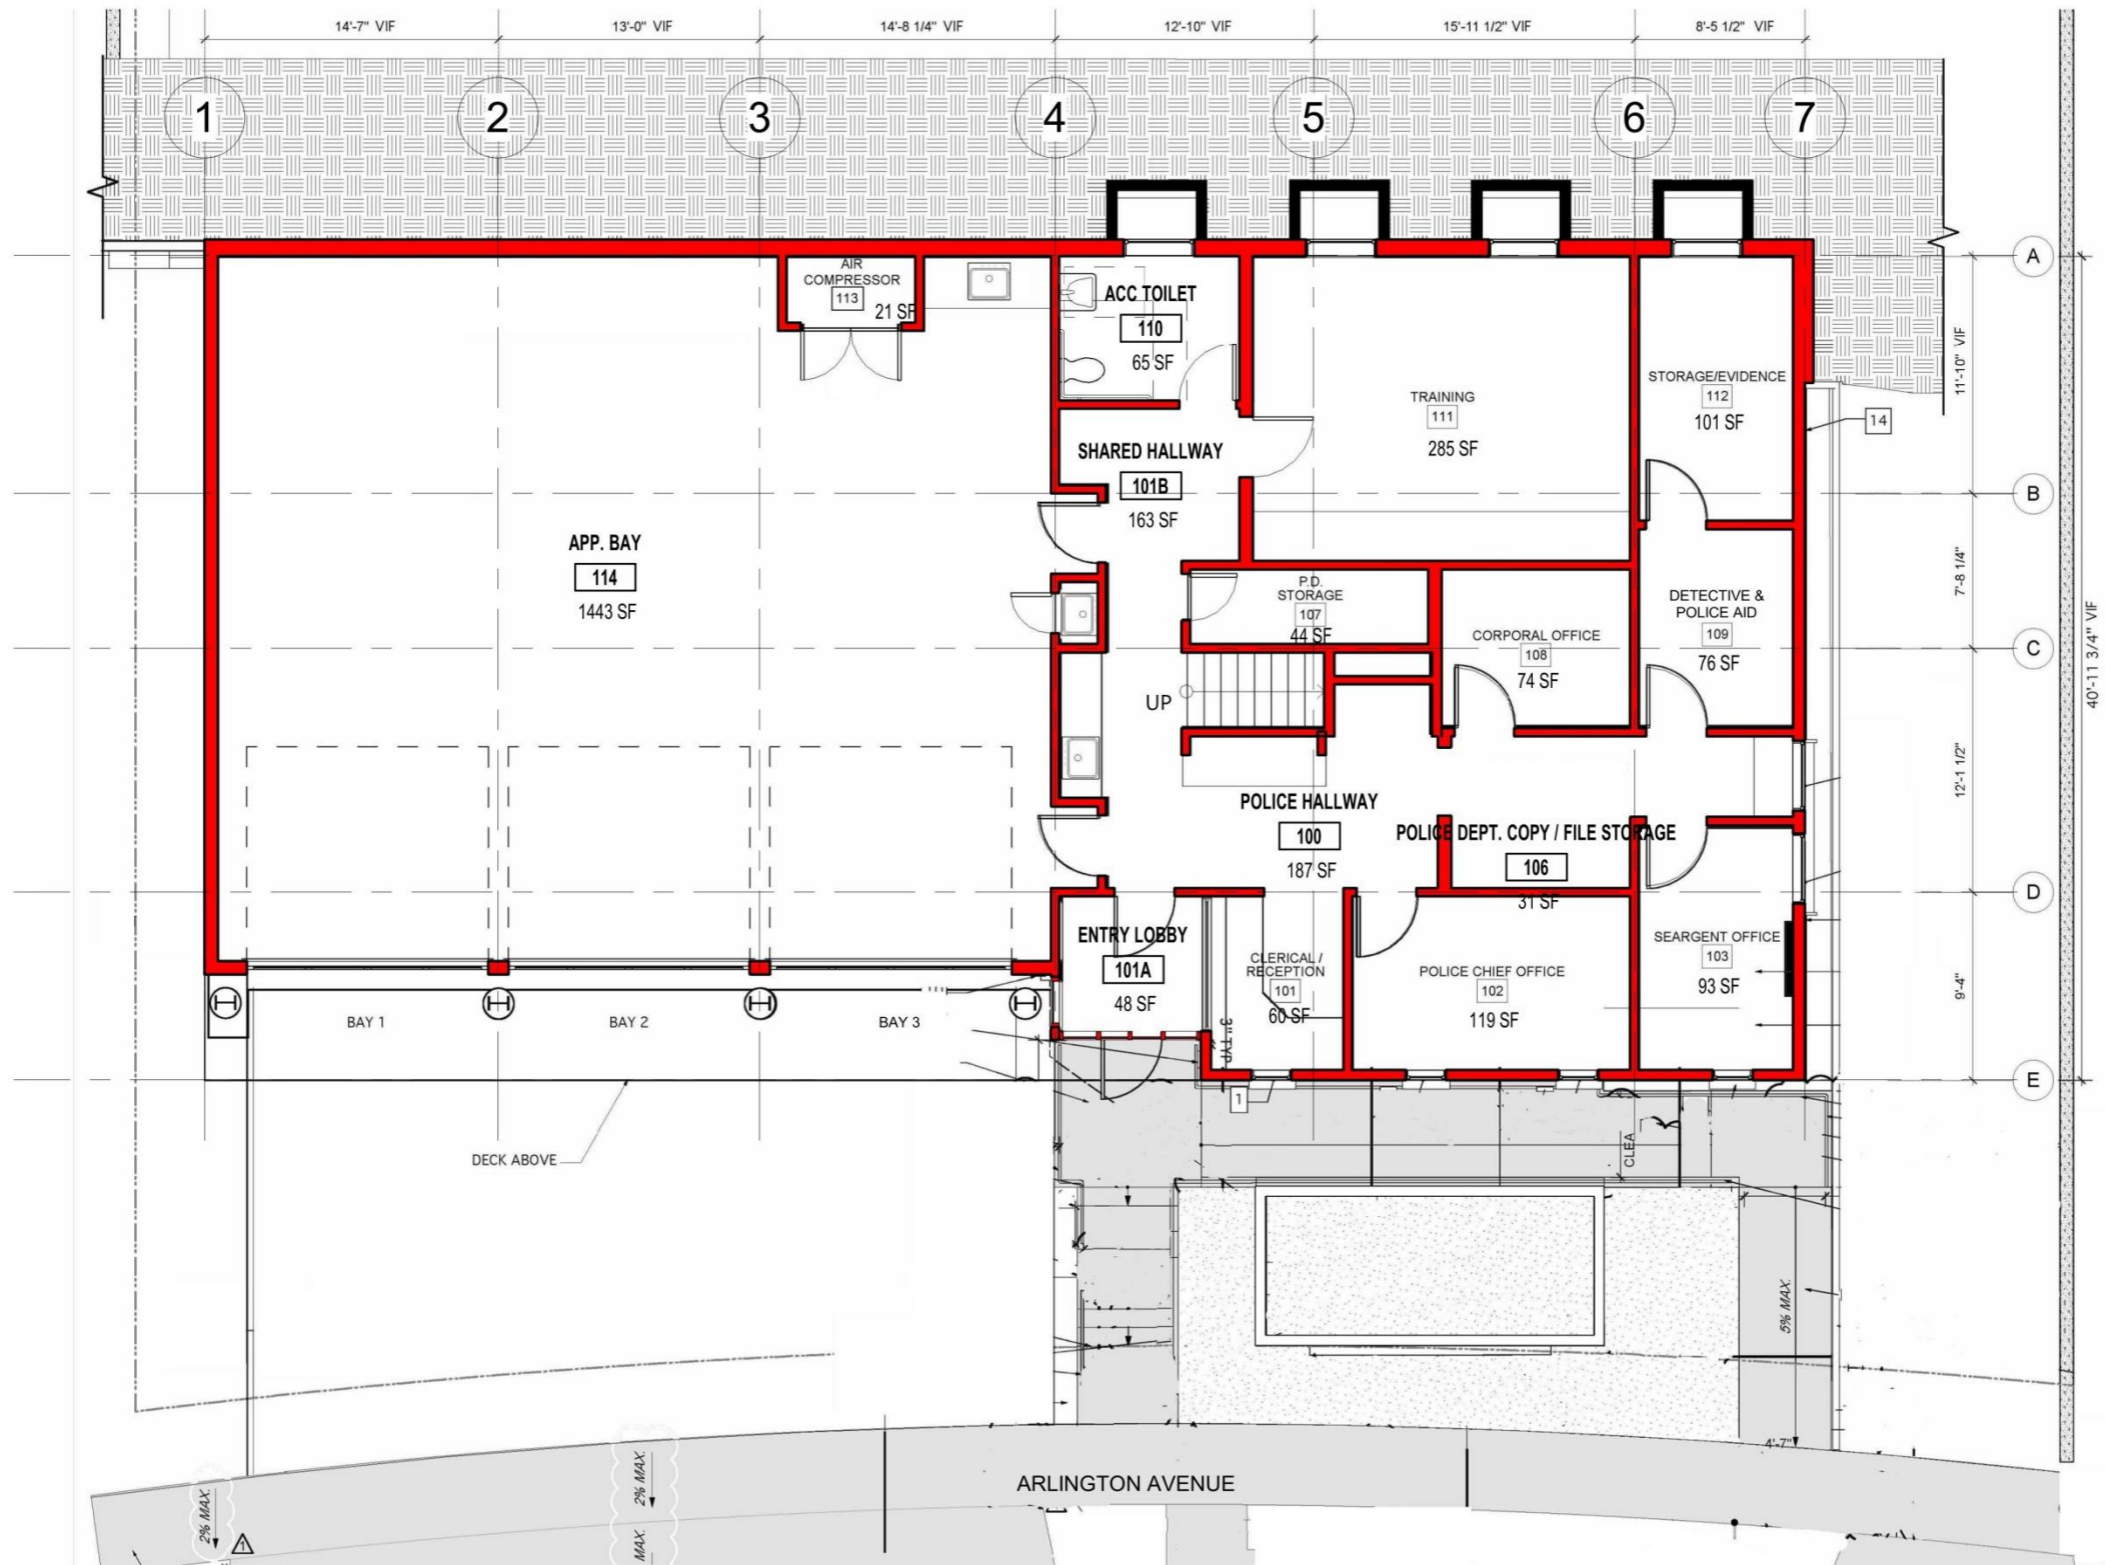 14'-7" VIF
13'-0" VIF
14'-8 1/4" VIF
12'-10" VIF
15'-11 1/2" VIF
8'-5 1/2" VIF
1
2
3
4
5
6
7
A
B
C
D
E
11'-10" VIF
7'-8 1/4"
12'-1 1/2"
9'-4"
40'-11 3/4" VIF
14
AIR
COMPRESSOR
113
21 SF
ACC TOILET
110
65 SF
TRAINING
111
285 SF
STORAGE/EVIDENCE
112
101 SF
SHARED HALLWAY
101B
163 SF
APP. BAY
114
1443 SF
P.D.
STORAGE
107
44 SF
CORPORAL OFFICE
108
74 SF
DETECTIVE &
POLICE AID
109
76 SF
UP
POLICE HALLWAY
100
187 SF
POLICE DEPT. COPY / FILE STORAGE
106
31 SF
ENTRY LOBBY
101A
48 SF
CLERICAL /
RECEPTION
101
60 SF
3" TYP
POLICE CHIEF OFFICE
102
119 SF
SEARGENT OFFICE
103
93 SF
BAY 1
BAY 2
BAY 3
1
DECK ABOVE
CLEA
5% MAX.
4'-7"
ARLINGTON AVENUE
2% MAX.
2% MAX.
MAX.
1